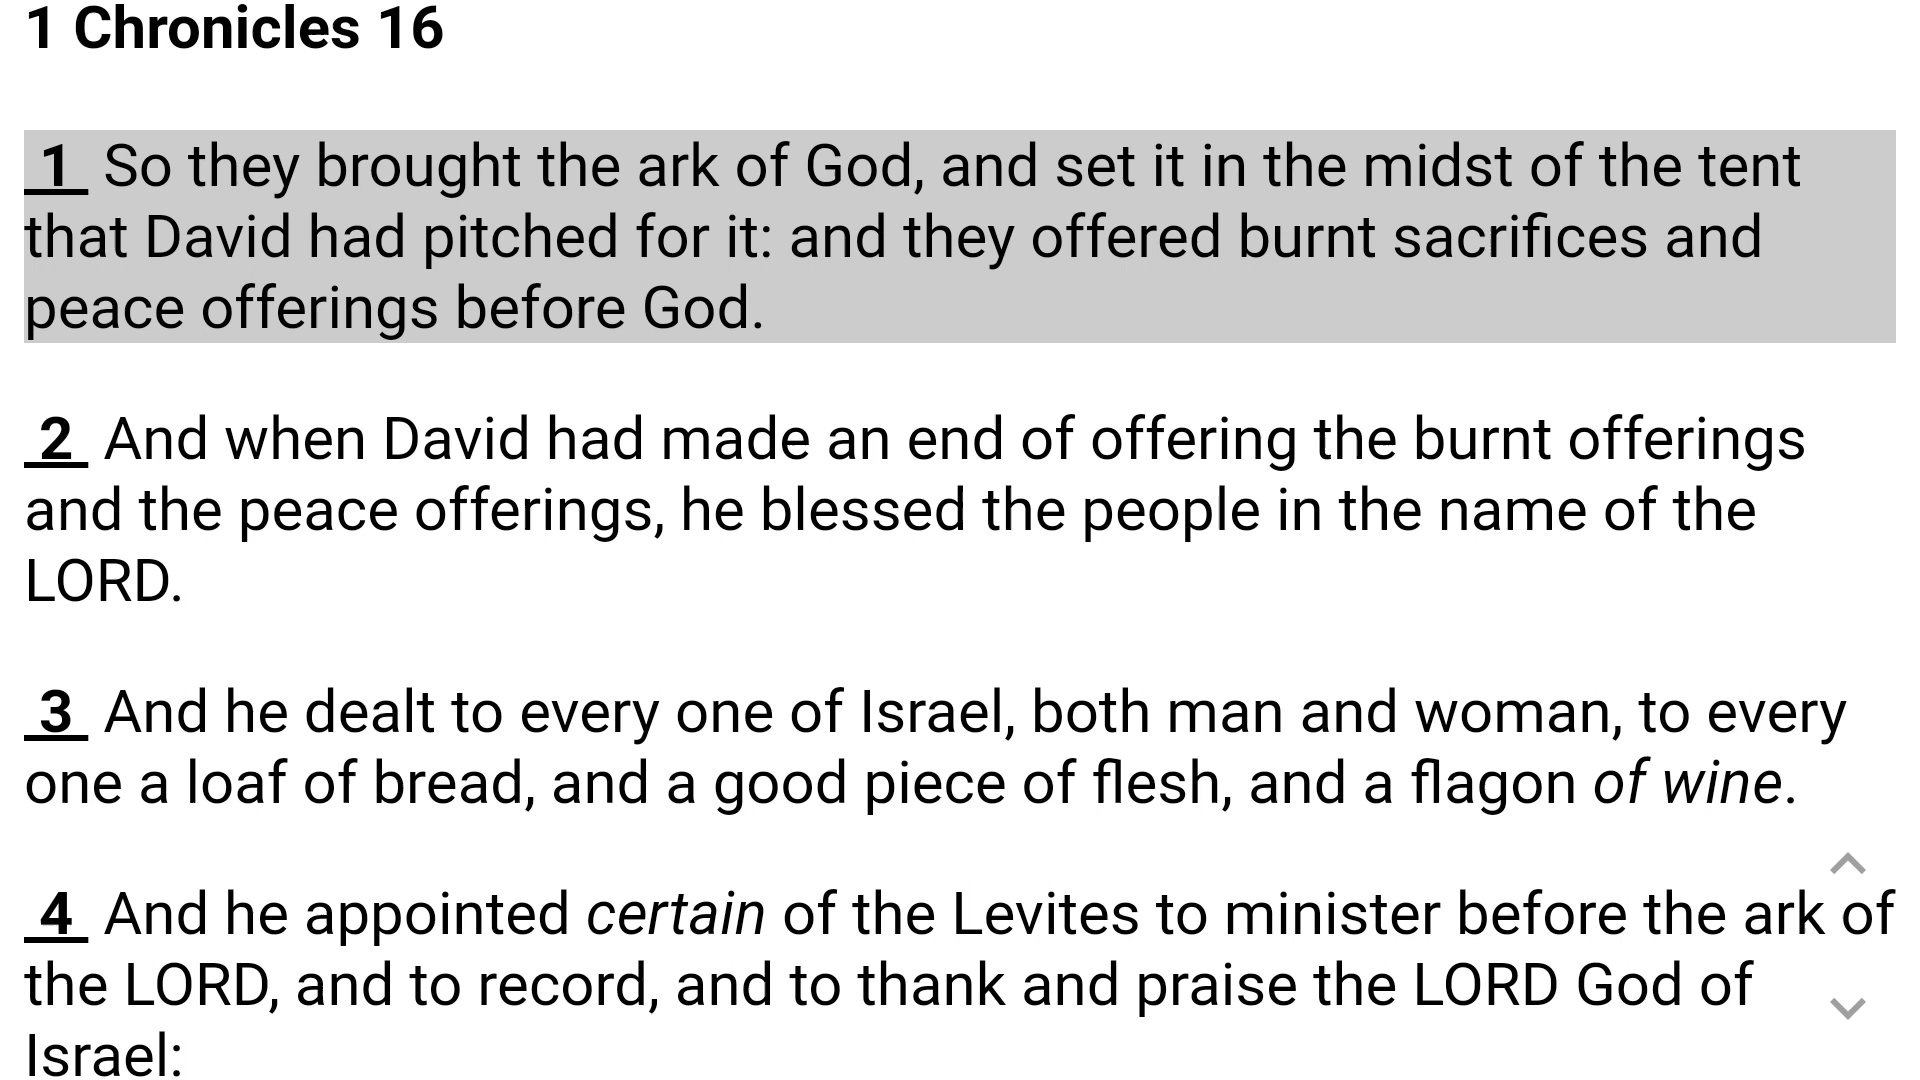 1 Chronicles 16
1 So they brought the ark of God, and set it in the midst of the tent
that David had pitched for it: and they offered burnt sacrifices and
peace offerings before God.
2 And when David had made an end of offering the burnt offerings
and the peace offerings, he blessed the people in the name of the
LORD.
3 And he dealt to every one of Israel, both man and woman, to every
one a loaf of bread, and a good piece of flesh, and a flagon of wine.
4 And he appointed certain of the Levites to minister before the ark of
the LORD, and to record, and to thank and praise the LORD God of
Israel: